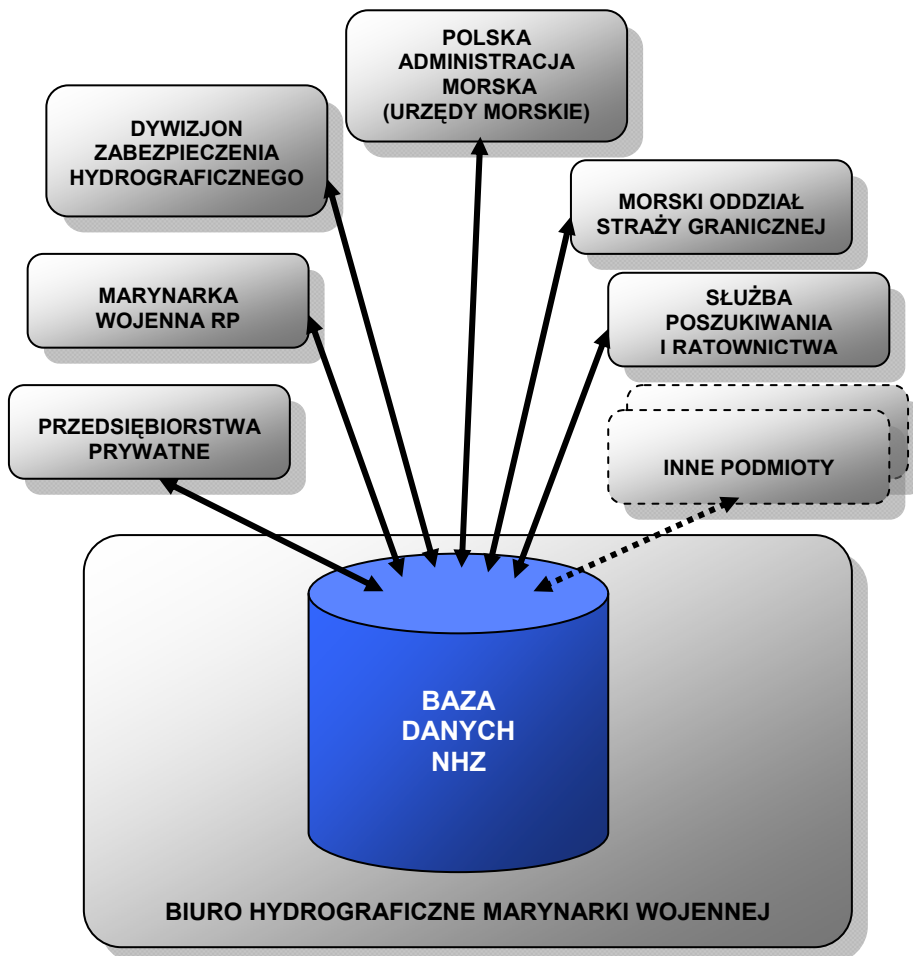 POLSKA
ADMINISTRACJA
MORSKA
(URZĘDY MORSKIE)
DYWIZJON
ZABEZPIECZENIA
HYDROGRAFICZNEGO
MORSKI ODDZIAŁ
STRAŻY GRANICZNEJ
MARYNARKA
WOJENNA RP
SŁUŻBA
POSZUKIWANIA
I RATOWNICTWA
PRZEDSIĘBIORSTWA
PRYWATNE
INNE PODMIOTY
BAZA
DANYCH
NHZ
BIURO HYDROGRAFICZNE MARYNARKI WOJENNEJ